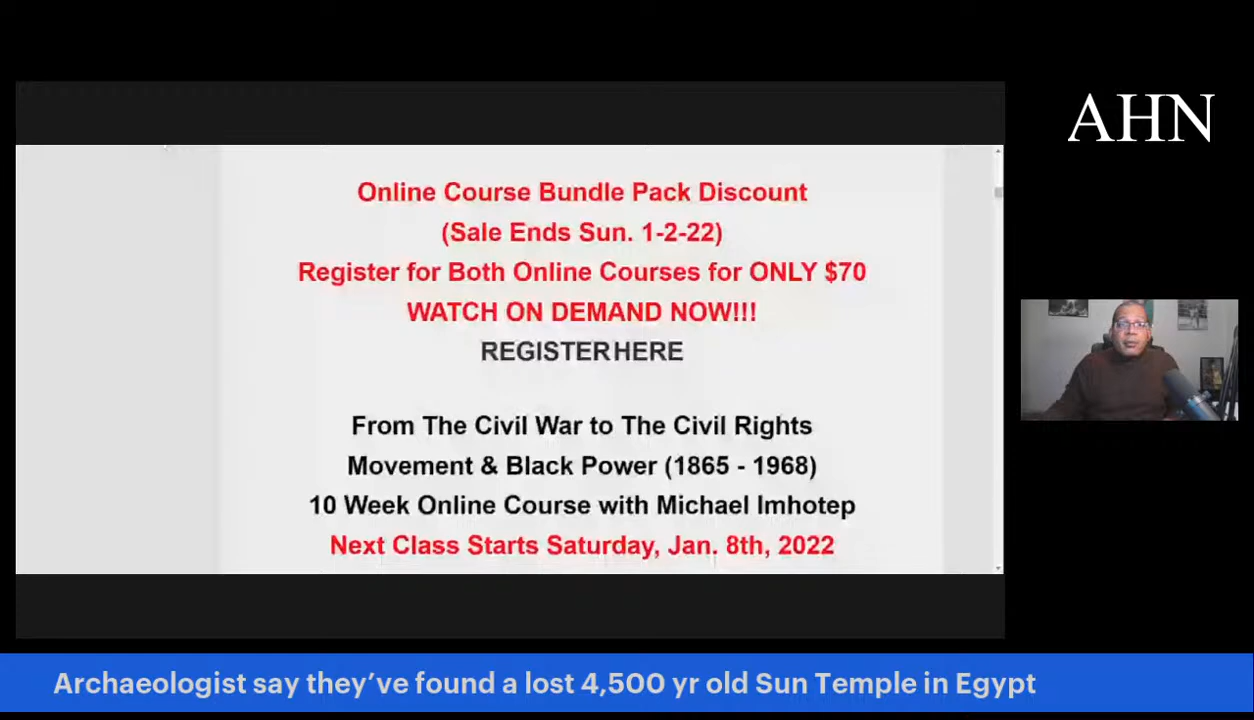 AHN
Online Course Bundle Pack Discount
(Sale Ends Sun. 1-2-22)
Register for Both Online Courses for ONLY $70
WATCH ON DEMAND NOW!!!
REGISTER HERE
From The Civil War to The Civil Rights
Movement & Black Power (1865 - 1968)
10 Week Online Course with Michael Imhotep
Next Class Starts Saturday, Jan. 8th, 2022
Archaeologist say they've found a lost 4,500 yr old Sun Temple in Egypt